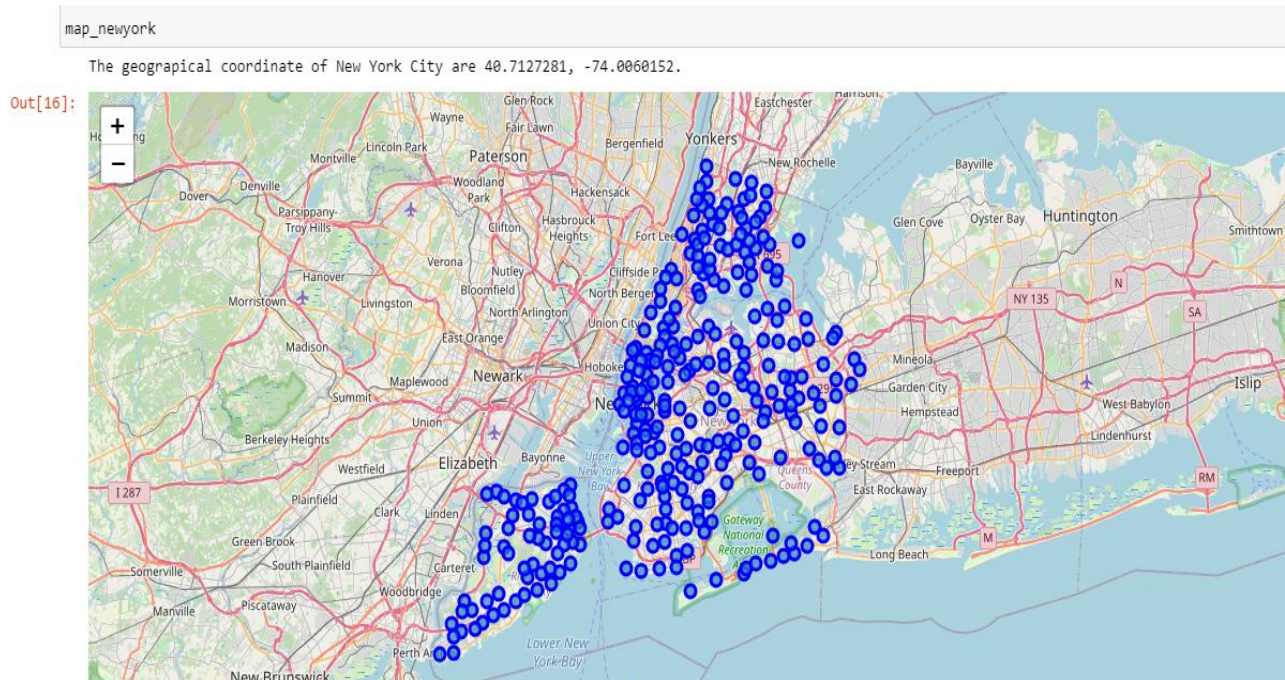 map_newyork
The geograpical coordinate of New York City are 40.7127281, -74.0060152.
Out[16]:
+
−
Glen Rock
Eastchester
Harrison
Wayne
Fair Lawn
Bergenfield
Yonkers
Lincoln Park
Montville
Paterson
New Rochelle
Bayville
Denville
Woodland Park
Hackensack
Dover
Parsippany-Troy Hills
Hasbrouck Heights
Clifton
Fort Lee
Glen Cove
Oyster Bay
Huntington
Smithtown
Verona
Cliffside
695
Hanover
Nutley
Bloomfield
North Bergen
N
NY 135
Morristown
Livingston
North Arlington
Union City
SA
Madison
East Orange
Hoboken
Mineola
Newark
Garden City
Islip
Maplewood
Summit
Hempstead
West Babylon
Union
New York
Lindenhurst
Berkeley Heights
Elizabeth
Bayonne
Upper New York Bay
Queens County
Freeport
Westfield
East Rockaway
RM
I 287
Plainfield
Linden
Clark
Gateway National Recreation
Green Brook
M
Long Beach
South Plainfield
Carteret
Somerville
Woodbridge
Piscataway
Manville
Perth
Lower New York Bay
New Brunswick